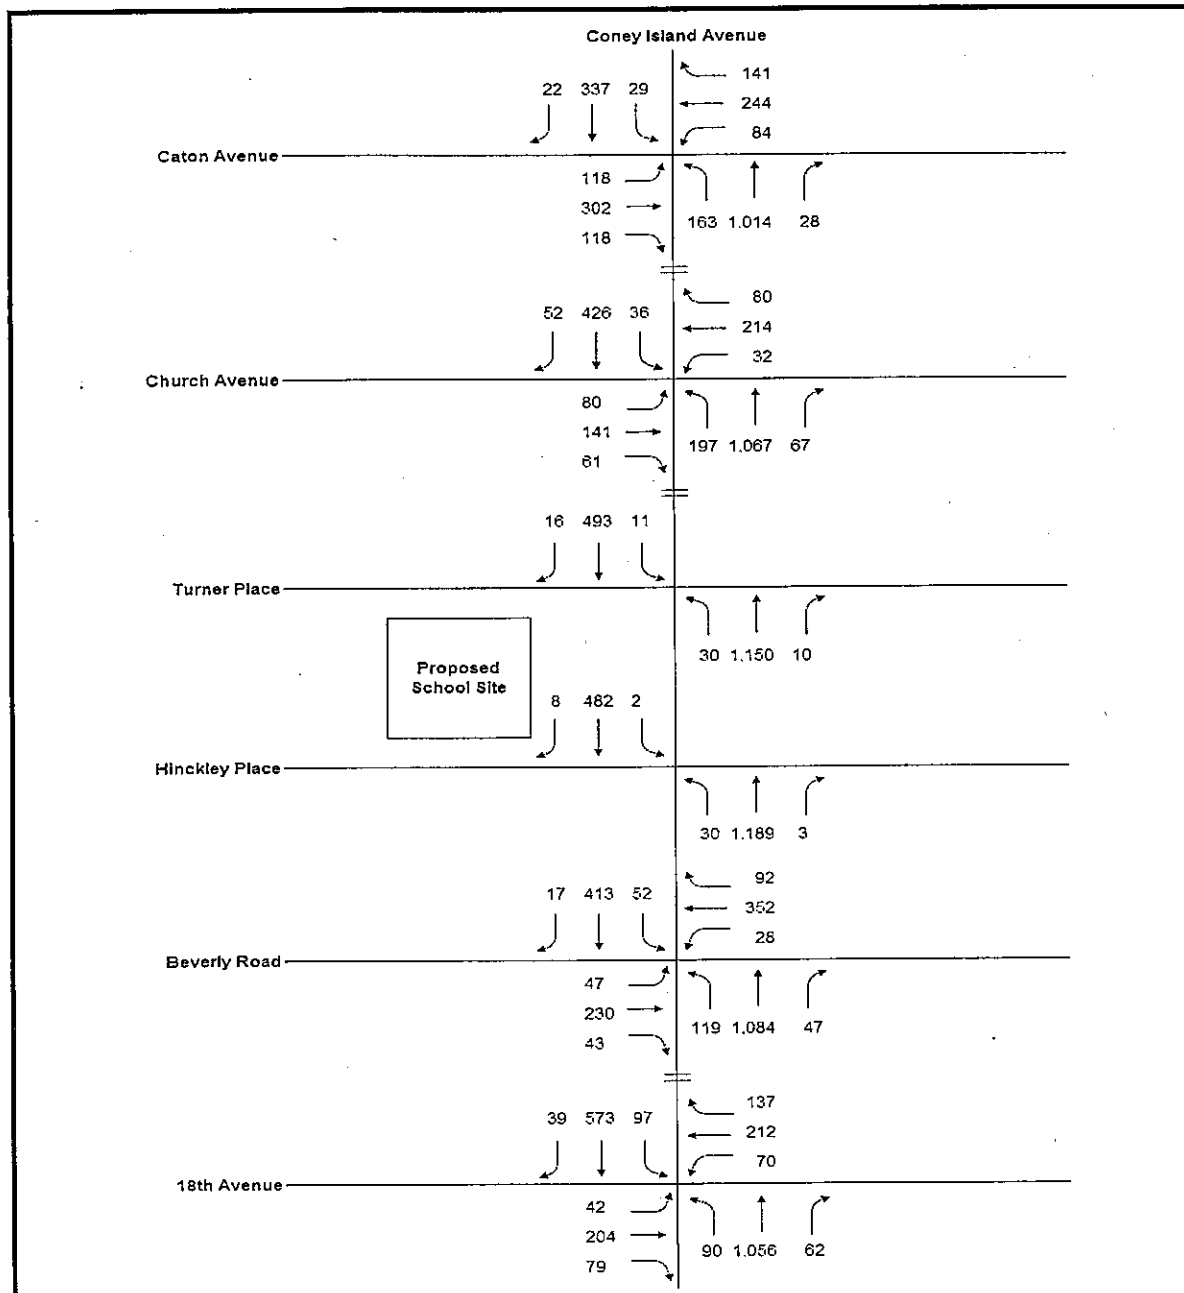 Coney Island Avenue
141
22 337 29
244
84
Caton Avenue
118
302
163 1,014 28
118
80
52 426 36
214
32
Church Avenue
80
141
197 1,067 67
61
16 493 11
Turner Place
30 1,150 10
Proposed
School Site
8 482 2
Hinckley Place
30 1,189 3
92
17 413 52
352
28
Beverly Road
47
230
119 1,084 47
43
137
39 573 97
212
70
18th Avenue
42
204
90 1,056 62
79